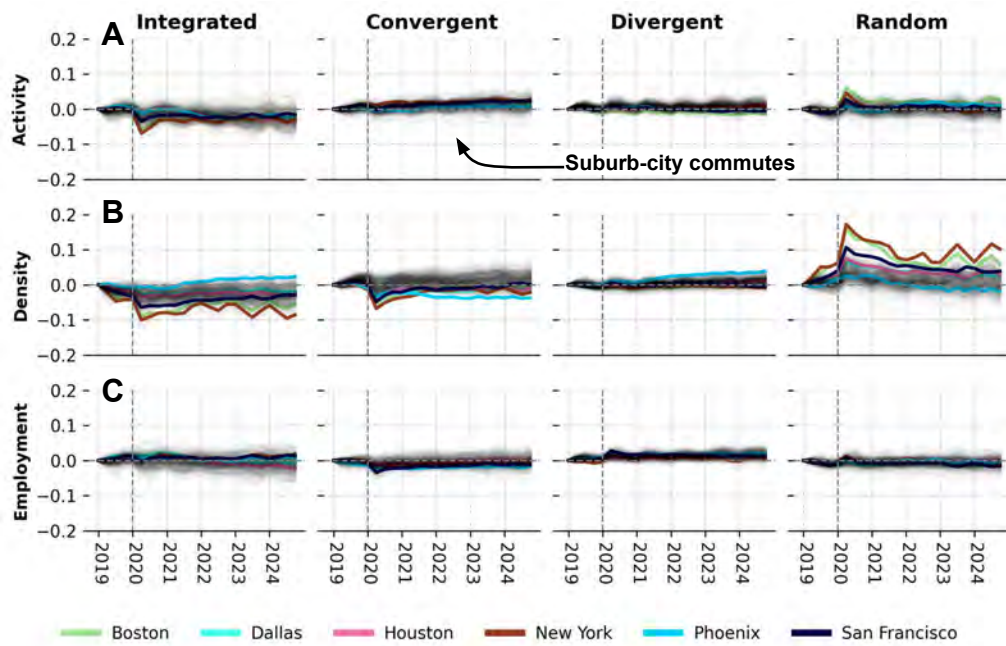 Integrated Convergent Divergent Random
A
Activity
0.2
0.1
0.0
−0.1
−0.2
Suburb-city commutes
B
Density
0.2
0.1
0.0
−0.1
−0.2
C
Employment
0.2
0.1
0.0
−0.1
−0.2
2019 2020 2021 2022 2023 2024 2019 2020 2021 2022 2023 2024 2019 2020 2021 2022 2023 2024 2019 2020 2021 2022 2023 2024
Boston Dallas Houston New York Phoenix San Francisco